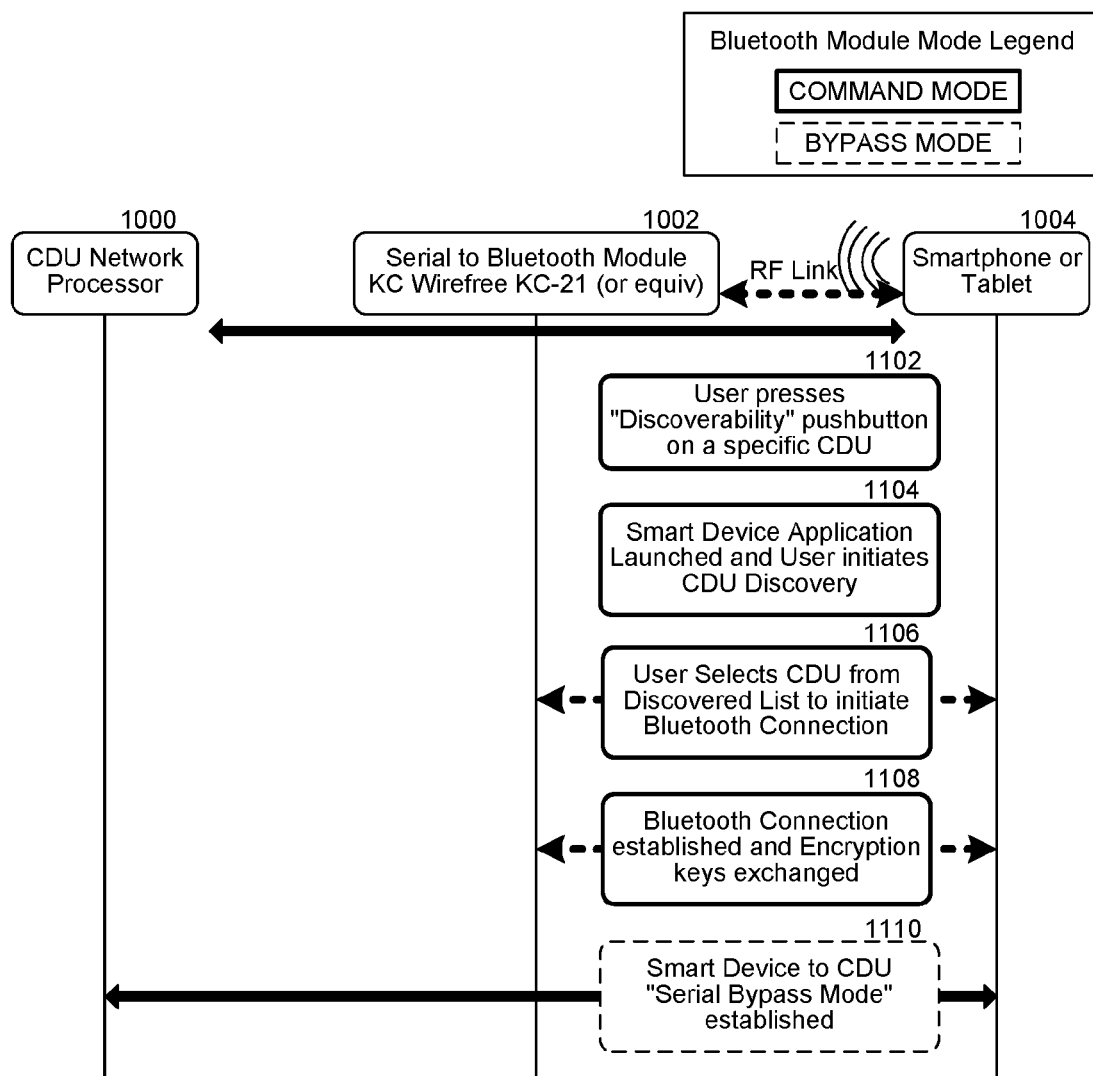 Bluetooth Module Mode Legend
COMMAND MODE
BYPASS MODE
1000
CDU Network
Processor
1002
Serial to Bluetooth Module
KC Wirefree KC-21 (or equiv)
RF Link
1004
Smartphone or
Tablet
1102
User presses
"Discoverability" pushbutton
on a specific CDU
1104
Smart Device Application
Launched and User initiates
CDU Discovery
1106
User Selects CDU from
Discovered List to initiate
Bluetooth Connection
1108
Bluetooth Connection
established and Encryption
keys exchanged
1110
Smart Device to CDU
"Serial Bypass Mode"
established